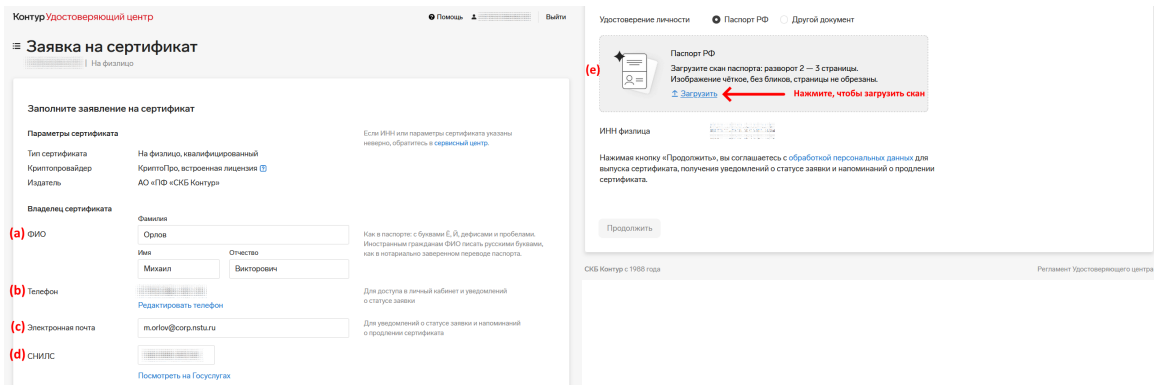 Контур Удостоверяющий центр
Помощь
Выйти
Заявка на сертификат
| На физлицо
Заполните заявление на сертификат
Параметры сертификата
Если ИНН или параметры сертификата указаны
неверно, обратитесь в сервисный центр.
Тип сертификата На физлицо, квалифицированный
Криптопровайдер КриптоПро, встроенная лицензия ?
Издатель АО «ПФ «СКБ Контур»
Владелец сертификата
Фамилия
(a) ФИО Орлов
Как в паспорте: с буквами Ё, Й, дефисами и пробелами.
Иностранным гражданам ФИО писать русскими буквами,
как в нотариально заверенном переводе паспорта.
Имя Отчество
Михаил Викторович
(b) Телефон
Для доступа в личный кабинет и уведомлений
о статусе заявки
Редактировать телефон
(c) Электронная почта m.orlov@corp.nstu.ru
Для уведомлений о статусе заявки и напоминаний
о продлении сертификата
(d) СНИЛС
Посмотреть на Госуслугах
Удостоверение личности Паспорт РФ Другой документ
(e)
Паспорт РФ
Загрузите скан паспорта: разворот 2 — 3 страницы.
Изображение чёткое, без бликов, страницы не обрезаны.
Загрузить Нажмите, чтобы загрузить скан
ИНН физлица
Нажимая кнопку «Продолжить», вы соглашаетесь с обработкой персональных данных для
выпуска сертификата, получения уведомлений о статусе заявки и напоминаний о продлении
сертификата.
Продолжить
СКБ Контур с 1988 года
Регламент Удостоверяющего центра